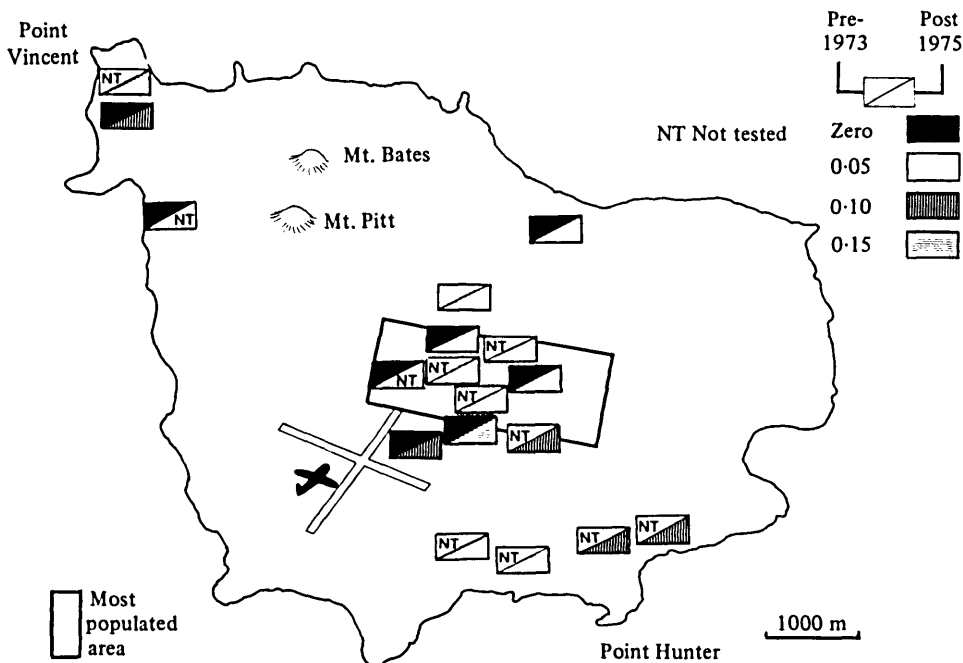 Point
Vincent
Pre-
1973
Post
1975
NT Not tested
Zero
0·05
0·10
0·15
NT
Mt. Bates
NT
Mt. Pitt
NT
NT
NT
NT
NT
NT
NT
NT
NT
NT
Most
populated
area
Point Hunter
1000 m